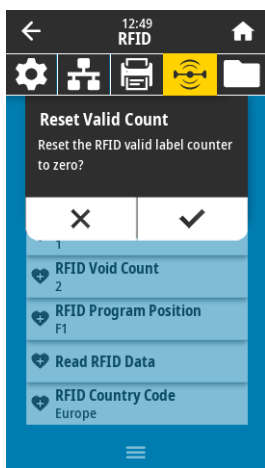 12:49
RFID
Reset Valid Count
Reset the RFID valid label counter
to zero?
1
RFID Void Count
2
RFID Program Position
F1
Read RFID Data
RFID Country Code
Europe